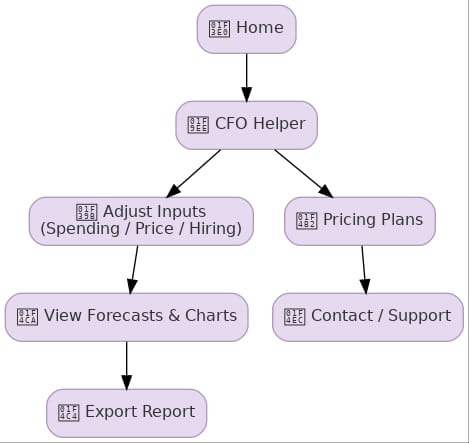 Home
CFO Helper
Adjust Inputs
(Spending / Price / Hiring)
Pricing Plans
View Forecasts & Charts
Contact / Support
Export Report